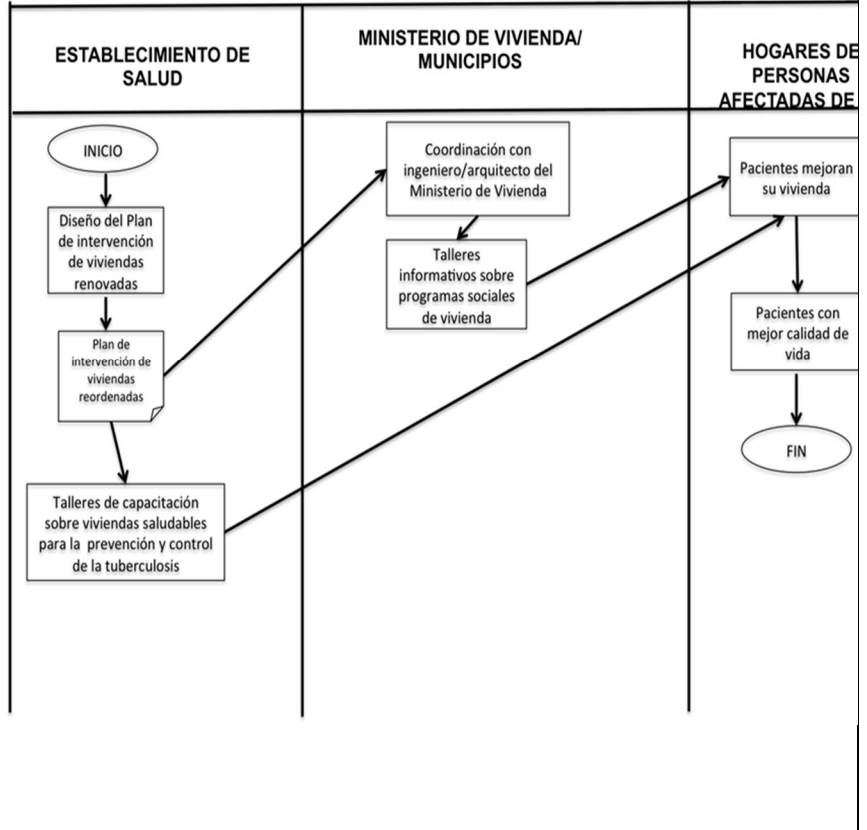 ESTABLECIMIENTO DE
SALUD
MINISTERIO DE VIVIENDA/
MUNICIPIOS
HOGARES DE
PERSONAS
AFECTADAS DE
INICIO
Diseño del Plan
de intervención
de viviendas
renovadas
Plan de
intervención de
viviendas
reordenadas
Talleres de capacitación
sobre viviendas saludables
para la prevención y control
de la tuberculosis
Coordinación con
ingeniero/arquitecto del
Ministerio de Vivienda
Talleres
informativos sobre
programas sociales
de vivienda
Pacientes mejoran
su vivienda
Pacientes con
mejor calidad de
vida
FIN